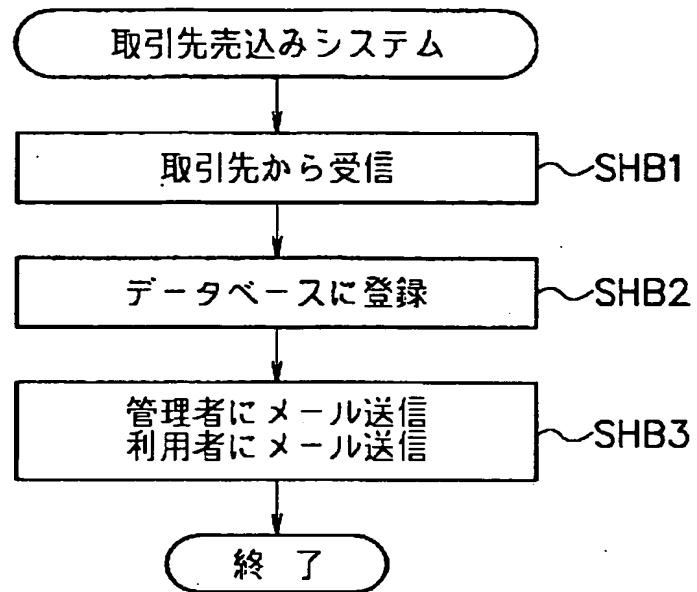 取引先売込みシステム
取引先から受信
SHB1
データベースに登録
SHB2
管理者にメール送信
利用者にメール送信
SHB3
終 了